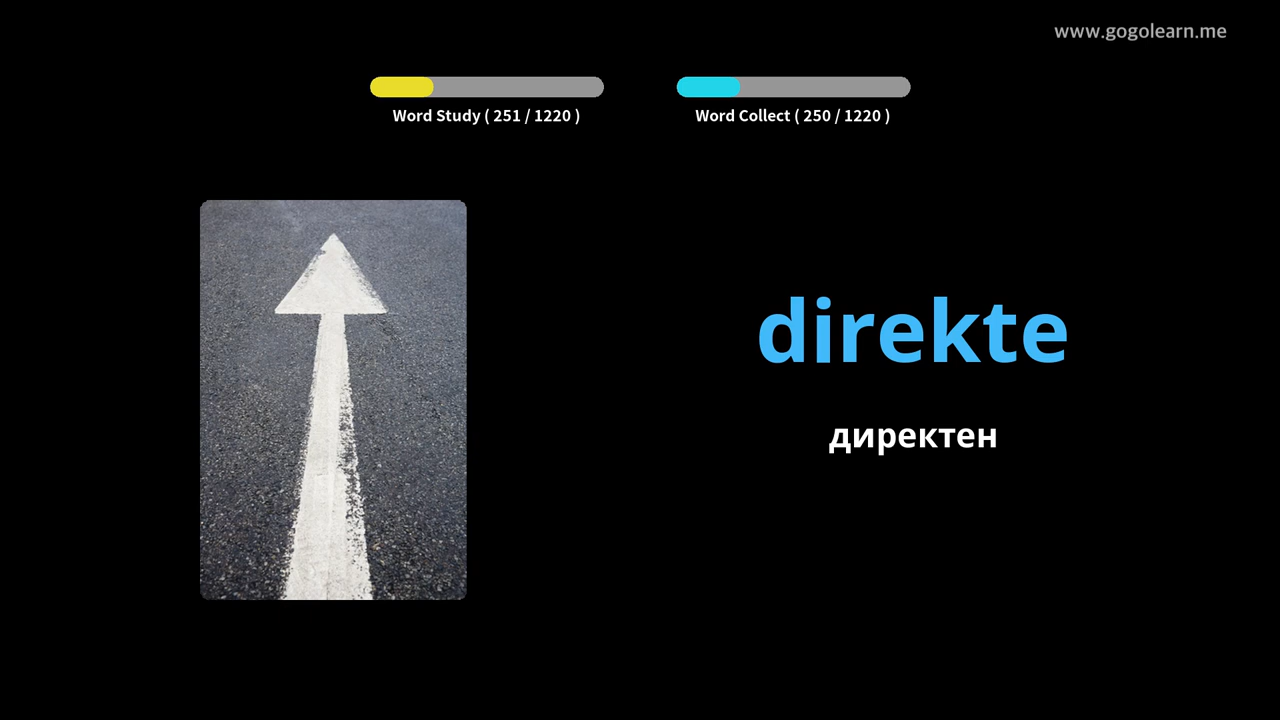 www.gogolearn.me
Word Study ( 251 / 1220 )
Word Collect ( 250 / 1220 )
direkte
директен